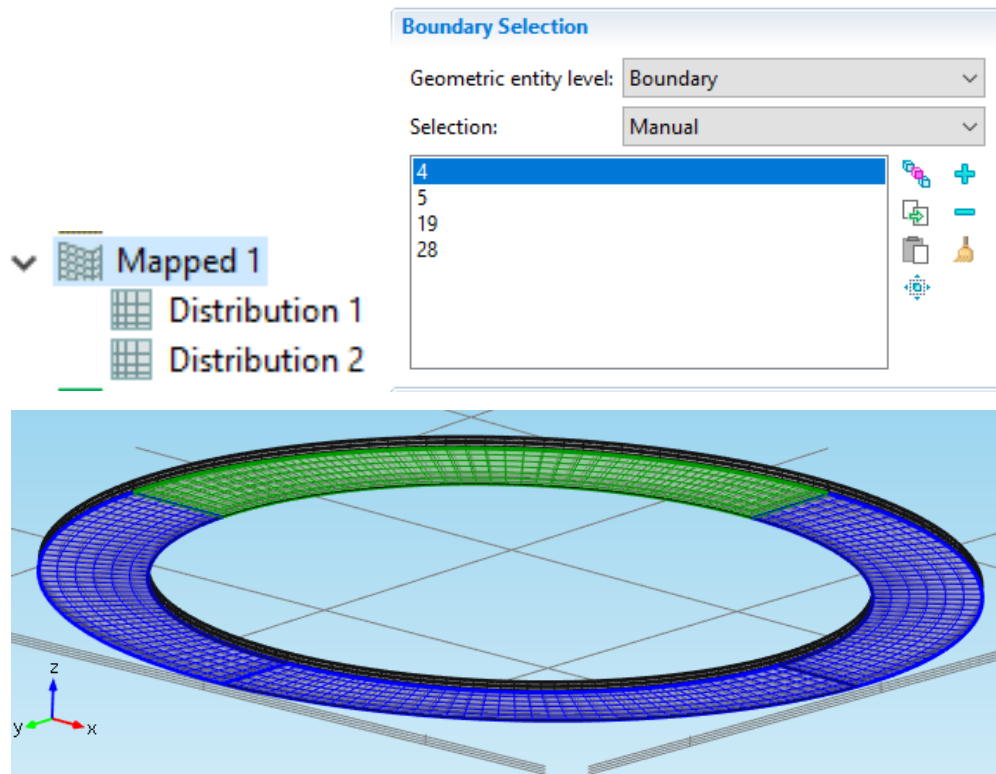 Boundary Selection
Geometric entity level: Boundary
Selection: Manual
4
5
19
28
Mapped 1
Distribution 1
Distribution 2
z
y x